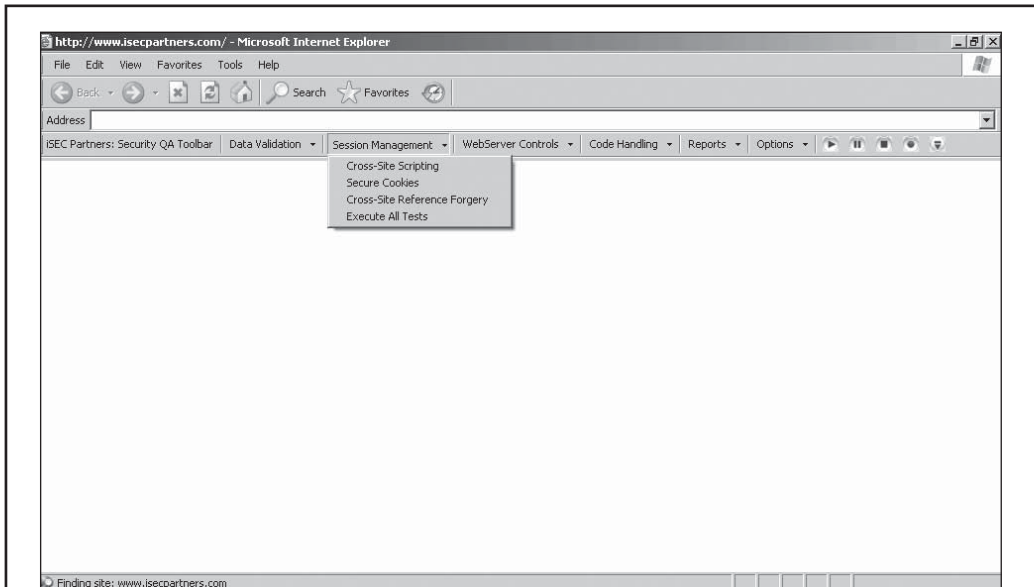 http://www.isecpartners.com/ - Microsoft Internet Explorer
File Edit View Favorites Tools Help
Back Search Favorites
Address
iSEC Partners: Security QA Toolbar Data Validation Session Management WebServer Controls Code Handling Reports Options
Cross-Site Scripting
Secure Cookies
Cross-Site Reference Forgery
Execute All Tests
Finding site: www.isecpartners.com